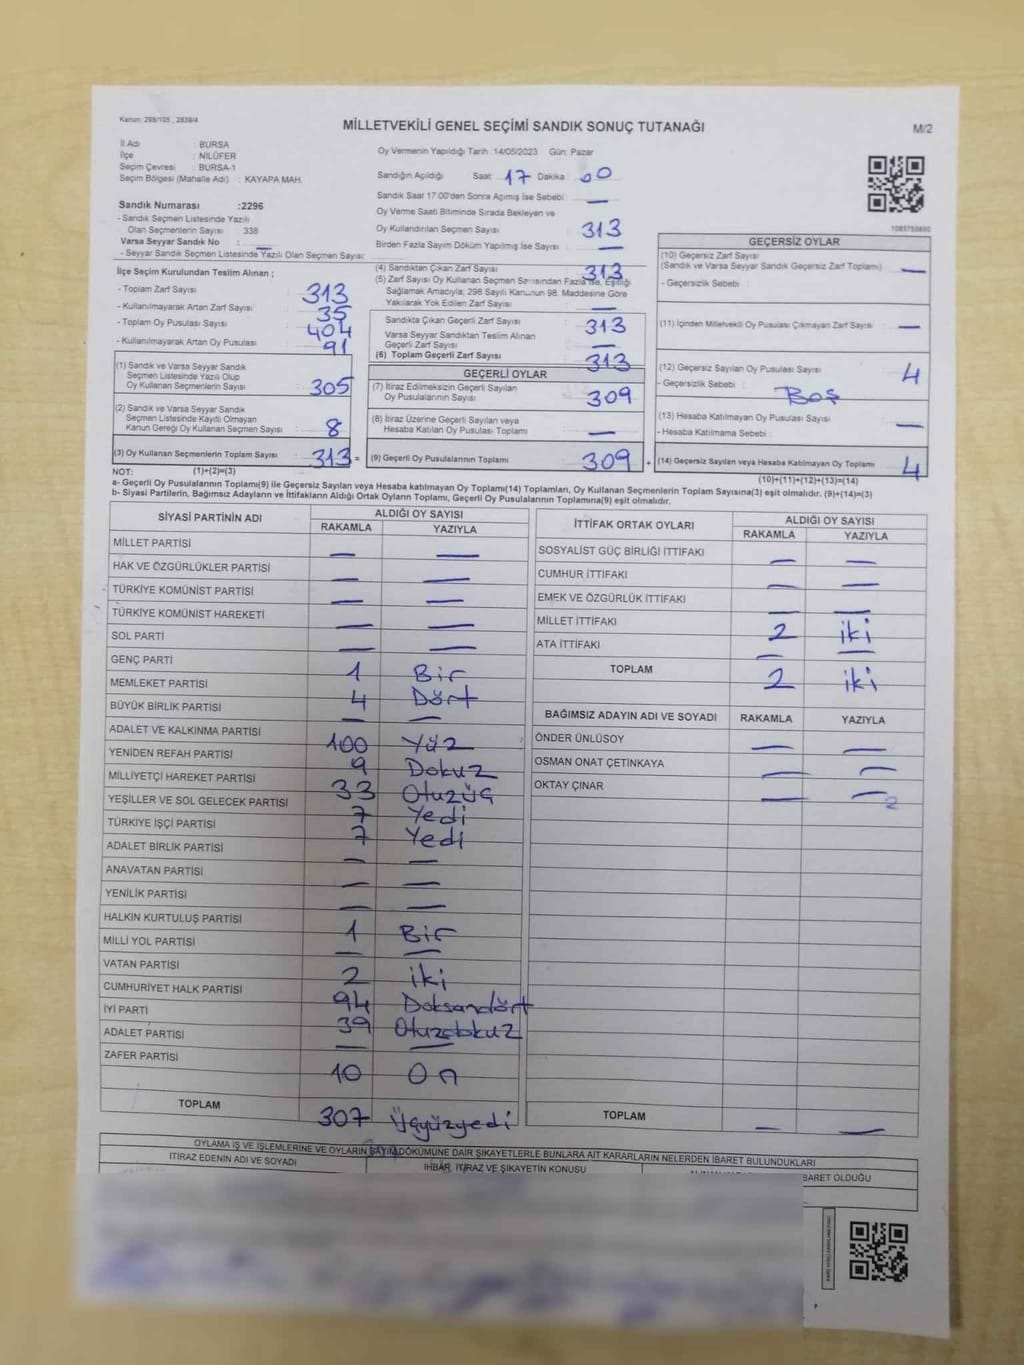 Kanun: 298/105 , 2839/4
MİLLETVEKİLİ GENEL SEÇİMİ SANDIK SONUÇ TUTANAĞI
M/2
İl Adı : BURSA
İlçe : NİLÜFER
Seçim Çevresi : BURSA-1
Seçim Bölgesi (Mahalle Adı) : KAYAPA MAH.
Sandık Numarası :2296
- Sandık Seçmen Listesinde Yazılı
Olan Seçmenlerin Sayısı 338
Varsa Seyyar Sandık No : —
- Seyyar Sandık Seçmen Listesinde Yazılı Olan Seçmen Sayısı:
Oy Vermenin Yapıldığı Tarih :14/05/2023 Gün: Pazar
Sandığın Açıldığı Saat: 17 Dakika : 00
Sandık Saat 17:00'den Sonra Açılmış İse Sebebi : —
Oy Verme Saati Bitiminde Sırada Bekleyen ve
Oy Kullandırılan Seçmen Sayısı : 313
Birden Fazla Sayım Döküm Yapılmış İse Sayısı : —
İlçe Seçim Kurulundan Teslim Alınan ;
- Toplam Zarf Sayısı : 313
- Kullanılmayarak Artan Zarf Sayısı : 35
- Toplam Oy Pusulası : 404
- Kullanılmayarak Artan Oy Pusulası : 91
(1) Sandık ve Varsa Seyyar Sandık
Seçmen Listesinde Yazılı Olup
Oy Kullanan Seçmenlerin Sayısı : 305
(2) Sandık ve Varsa Seyyar Sandık
Seçmen Listesinde Kayıtlı Olmayan
Kanun Gereği Oy Kullanan Seçmen Sayısı : 8
(3) Oy Kullanan Seçmenlerin Toplam Sayısı : 313 =
(4) Sandıktan Çıkan Zarf Sayısı : 313
(5) Zarf Sayısı Oy Kullanan Seçmen Sayısından Fazla İse, Eşitliği
Sağlamak Amacıyla; 298 Sayılı Kanunun 98. Maddesine Göre
Yakılarak Yok Edilen Zarf Sayısı : —
Sandıkta Çıkan Geçerli Zarf Sayısı : 313
Varsa Seyyar Sandıktan Teslim Alınan
Geçerli Zarf Sayısı : —
(6) Toplam Geçerli Zarf Sayısı : 313
GEÇERLİ OYLAR
(7) İtiraz Edilmeksizin Geçerli Sayılan
Oy Pusulalarının Sayısı : 309
(8) İtiraz Üzerine Geçerli Sayılan veya
Hesaba Katılan Oy Pusulası Toplamı : —
(9) Geçerli Oy Pusulalarının Toplamı : 309 +
1083750880
GEÇERSİZ OYLAR
(10) Geçersiz Zarf Sayısı
(Sandık ve Varsa Seyyar Sandık Geçersiz Zarf Toplamı) : —
- Geçersizlik Sebebi :
(11) İçinden Milletvekili Oy Pusulası Çıkmayan Zarf Sayısı : —
(12) Geçersiz Sayılan Oy Pusulası Sayısı : 4
- Geçersizlik Sebebi : Boş
(13) Hesaba Katılmayan Oy Pusulası Sayısı : —
- Hesaba Katılmama Sebebi :
(14) Geçersiz Sayılan veya Hesaba Katılmayan Oy Toplamı : 4
NOT: (1)+(2)=(3)
(10)+(11)+(12)+(13)=(14)
a- Geçerli Oy Pusulalarının Toplamı(9) ile Geçersiz Sayılan veya Hesaba Katılmayan Oy Toplamı(14) Toplamları, Oy Kullanan Seçmenlerin Toplam Sayısına(3) eşit olmalıdır. (9)+(14)=(3)
b- Siyasi Partilerin, Bağımsız Adayların ve İttifakların Aldığı Ortak Oyların Toplamı, Geçerli Oy Pusulalarının Toplamına(9) eşit olmalıdır.
SİYASİ PARTİNİN ADI ALDIĞI OY SAYISI
RAKAMLA YAZIYLA
MİLLET PARTİSİ — —
HAK VE ÖZGÜRLÜKLER PARTİSİ — —
TÜRKİYE KOMÜNİST PARTİSİ — —
TÜRKİYE KOMÜNİST HAREKETİ — —
SOL PARTİ — —
GENÇ PARTİ 1 Bir
MEMLEKET PARTİSİ 4 Dört
BÜYÜK BİRLİK PARTİSİ — —
ADALET VE KALKINMA PARTİSİ 100 Yüz
YENİDEN REFAH PARTİSİ 9 Dokuz
MİLLİYETÇİ HAREKET PARTİSİ 33 Otuzüç
YEŞİLLER VE SOL GELECEK PARTİSİ 7 Yedi
TÜRKİYE İŞÇİ PARTİSİ 7 Yedi
ADALET BİRLİK PARTİSİ — —
ANAVATAN PARTİSİ — —
YENİLİK PARTİSİ — —
HALKIN KURTULUŞ PARTİSİ 1 Bir
MİLLİ YOL PARTİSİ — —
VATAN PARTİSİ 2 iki
CUMHURİYET HALK PARTİSİ 94 Doksandört
İYİ PARTİ 39 Otuzdokuz
ADALET PARTİSİ — —
ZAFER PARTİSİ 10 On
TOPLAM 307 Üçyüzyedi
İTTİFAK ORTAK OYLARI ALDIĞI OY SAYISI
RAKAMLA YAZIYLA
SOSYALİST GÜÇ BİRLİĞİ İTTİFAKI — —
CUMHUR İTTİFAKI — —
EMEK VE ÖZGÜRLÜK İTTİFAKI — —
MİLLET İTTİFAKI 2 iki
ATA İTTİFAKI — —
TOPLAM 2 iki
BAĞIMSIZ ADAYIN ADI VE SOYADI RAKAMLA YAZIYLA
ÖNDER ÜNLÜSOY — —
OSMAN ONAT ÇETİNKAYA — —
OKTAY ÇINAR — —
TOPLAM — —
OYLAMA İŞ VE İŞLEMLERİNE VE OYLARIN SAYIM DÖKÜMÜNE DAİR ŞİKAYETLERLE BUNLARA AİT KARARLARIN NELERDEN İBARET BULUNDUKLARI
İTİRAZ EDENİN ADI VE SOYADI
İHBAR, İTİRAZ VE ŞİKAYETİN KONUSU
BARET OLDUĞU